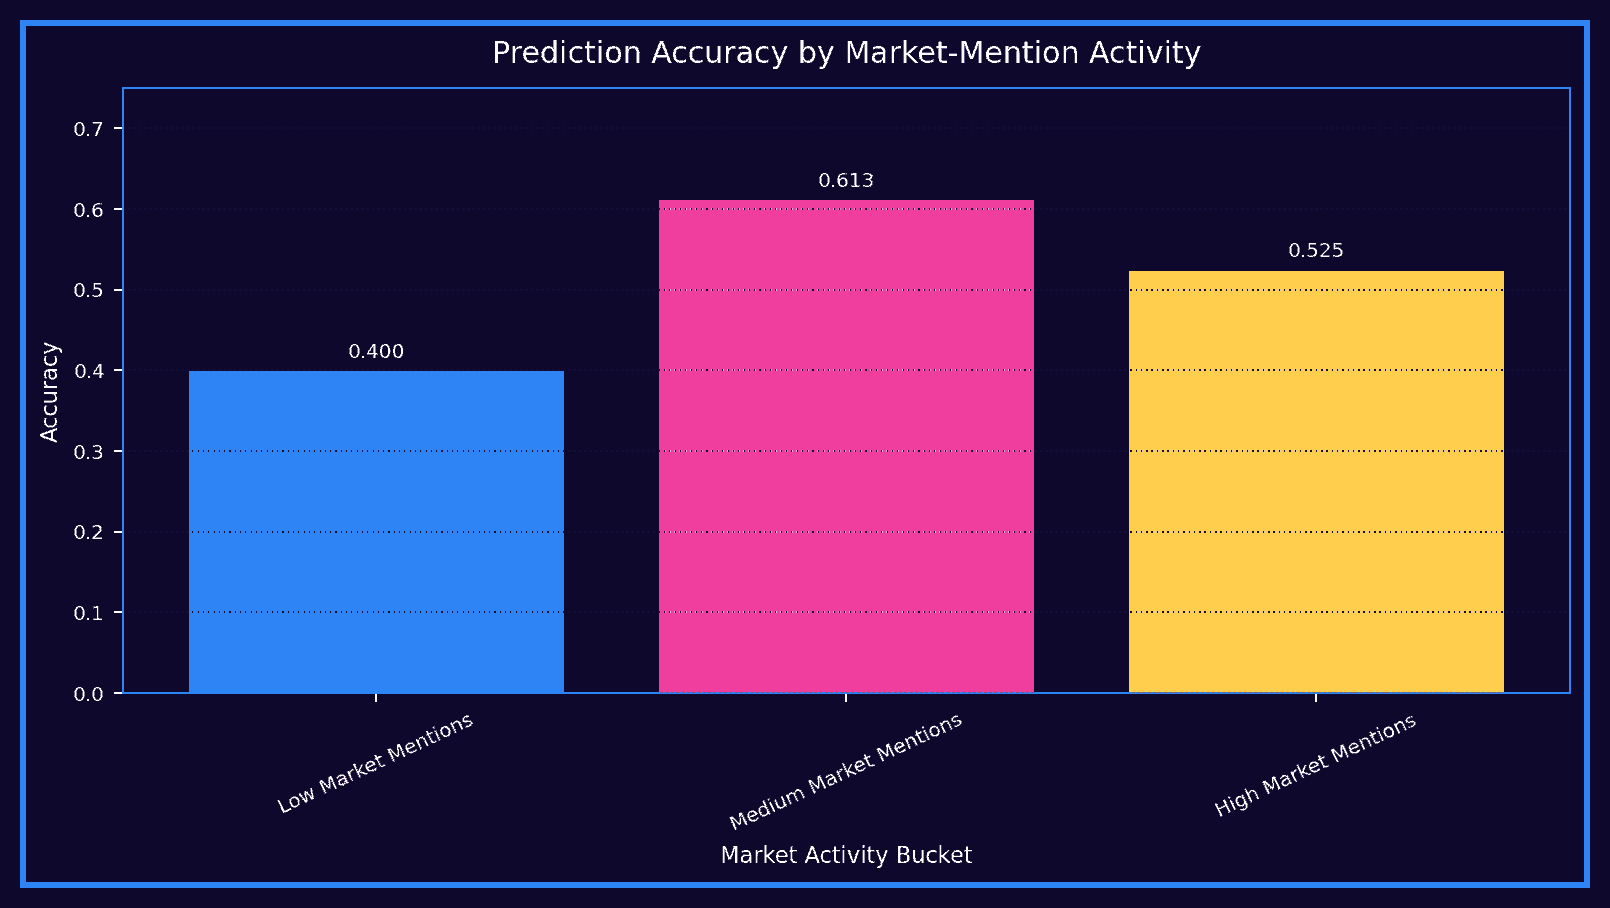 Prediction Accuracy by Market-Mention Activity
0.7
0.6
0.5
0.4
0.3
0.2
0.1
0.0
Accuracy
0.400
0.613
0.525
Low Market Mentions
Medium Market Mentions
High Market Mentions
Market Activity Bucket